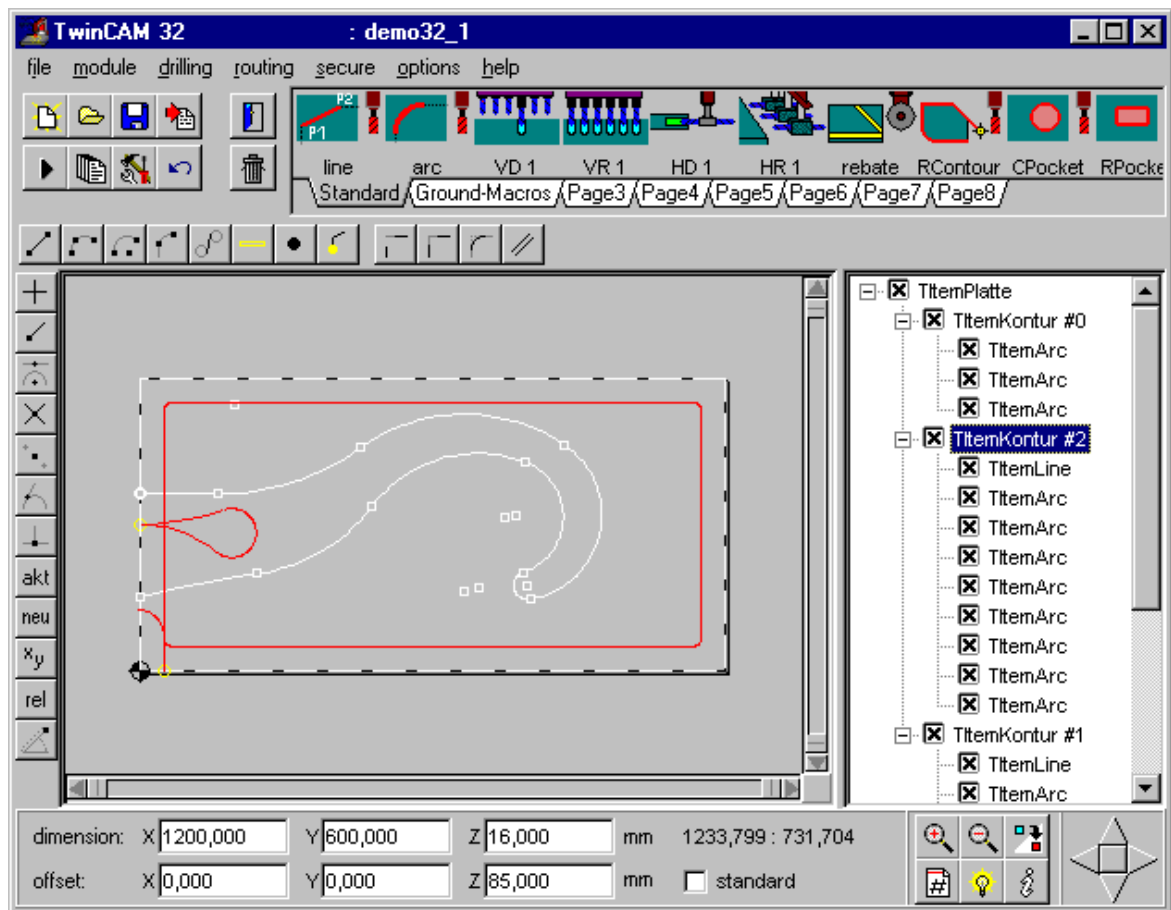 TwinCAM 32 : demo32_1
file module drilling routing secure options help
P1 P2
line arc VD 1 VR 1 HD 1 HR 1 rebate RContour CPocket RPocke
Standard Ground-Macros Page3 Page4 Page5 Page6 Page7 Page8
akt
neu
xy
rel
TItemPlatte
TItemKontur #0
TItemArc
TItemArc
TItemArc
TItemKontur #2
TItemLine
TItemArc
TItemArc
TItemArc
TItemArc
TItemArc
TItemArc
TItemArc
TItemArc
TItemKontur #1
TItemLine
TItemArc
dimension: X 1200,000 Y 600,000 Z 16,000 mm 1233,799 : 731,704
offset: X 0,000 Y 0,000 Z 85,000 mm standard
#
i